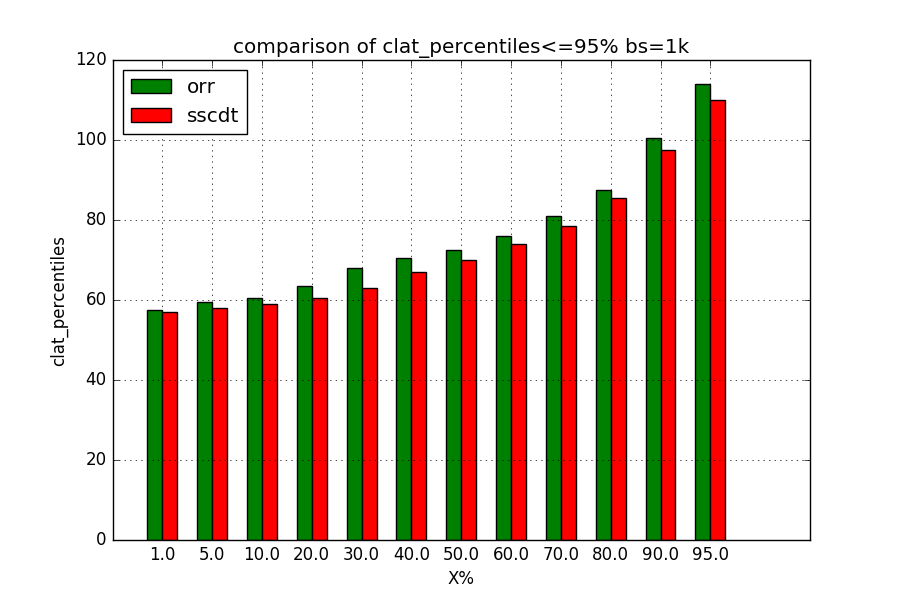 comparison of clat_percentiles<=95% bs=1k
orr
sscdt
120
100
80
60
40
20
0
clat_percentiles
1.0 5.0 10.0 20.0 30.0 40.0 50.0 60.0 70.0 80.0 90.0 95.0
X%